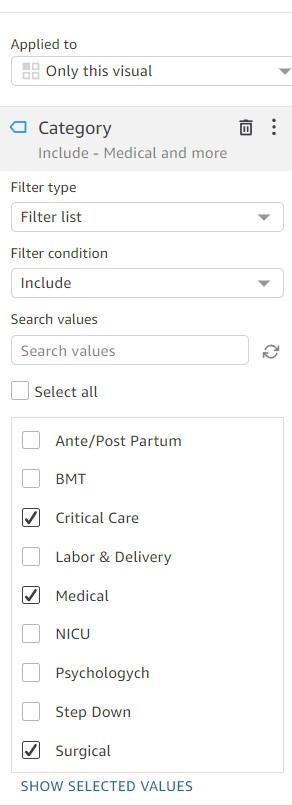 Applied to
Only this visual
Category
Include - Medical and more
Filter type
Filter list
Filter condition
Include
Search values
Search values
Select all
Ante/Post Partum
BMT
Critical Care
Labor & Delivery
Medical
NICU
Psychologych
Step Down
Surgical
SHOW SELECTED VALUES